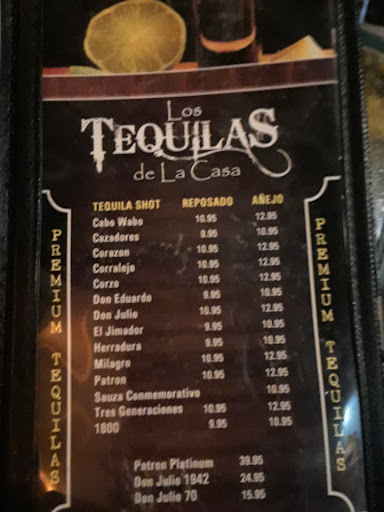 Los
TEQUILAS
de La Casa
TEQUILA SHOT REPOSADO AÑEJO
Cabo Wabo 10.95 12.95
Cazadores 9.95 10.95
Corazon 10.95 12.95
Corralejo 10.95 12.95
Corzo 10.95 12.95
Don Eduardo 9.95 10.95
Don Julio 10.95 12.95
El Jimador 9.95 10.95
Herradura 9.95 10.95
Milagro 10.95 12.95
Patron 10.95 12.95
Sauza Conmemorativo 10.95
Tres Generaciones 10.95 12.95
1800 9.95 10.95
Patron Platinum 39.95
Don Julio 1942 24.95
Don Julio 70 15.95
PREMIUM TEQUILAS
PREMIUM TEQUILAS